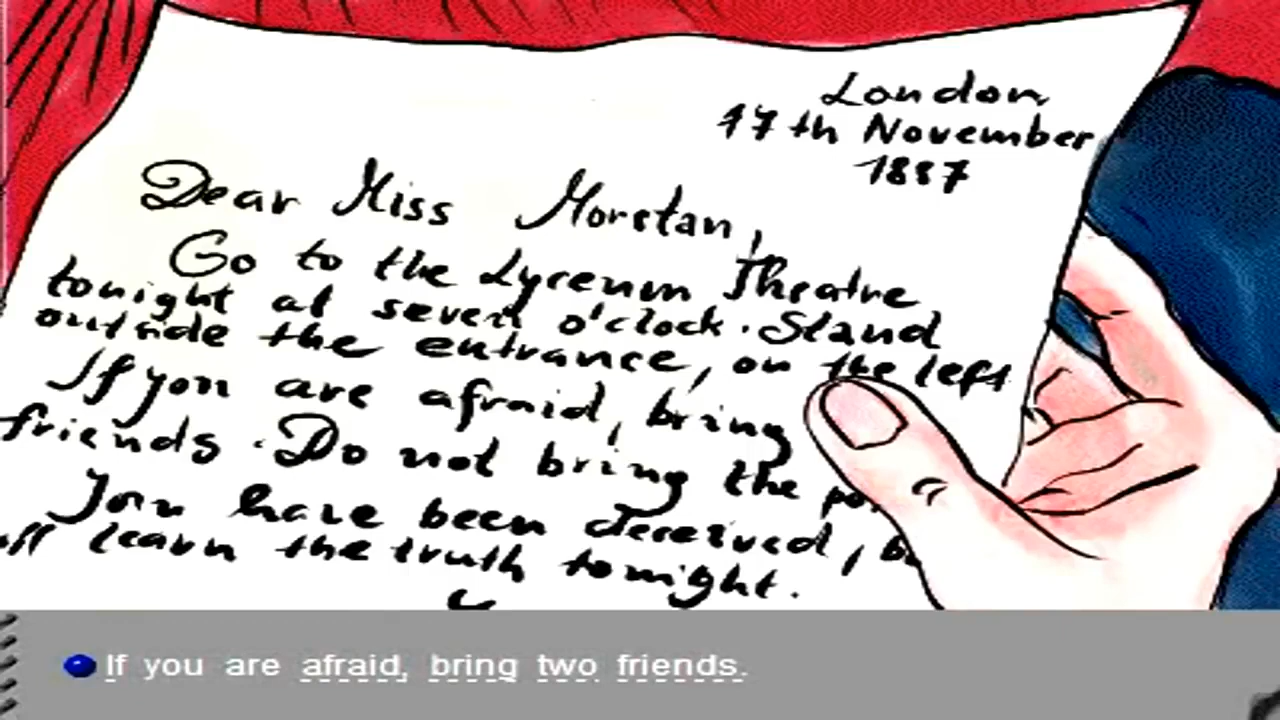 London
17th November
1887
Dear Miss Morstan,
Go to the Lyceum Theatre
tonight at seven o'clock. Stand
outside the entrance, on the left
If you are afraid, bring
friends. Do not bring the po
You have been deceived, b
ll learn the truth tonight.
If you are afraid, bring two friends.